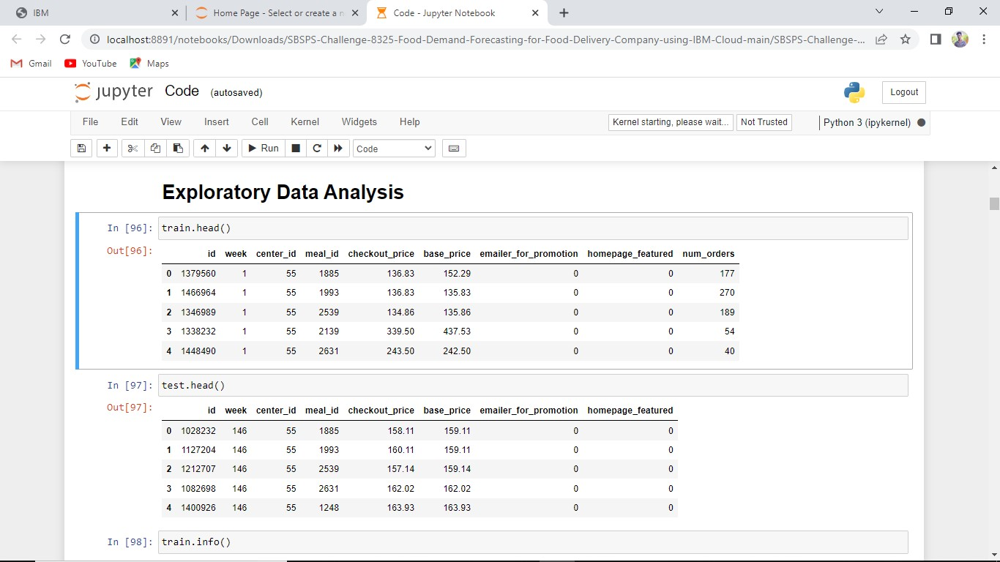 IBM
Home Page - Select or create a n
Code - Jupyter Notebook
localhost:8891/notebooks/Downloads/SBSPS-Challenge-8325-Food-Demand-Forecasting-for-Food-Delivery-Company-using-IBM-Cloud-main/SBSPS-Challenge-...
Gmail YouTube Maps
jupyter Code (autosaved) Logout
File Edit View Insert Cell Kernel Widgets Help Kernel starting, please wait... Not Trusted Python 3 (ipykernel)
Run Code
Exploratory Data Analysis
In [96]: train.head()
Out[96]:
id week center_id meal_id checkout_price base_price emailer_for_promotion homepage_featured num_orders
0 1379560 1 55 1885 136.83 152.29 0 0 177
1 1466964 1 55 1993 136.83 135.83 0 0 270
2 1346989 1 55 2539 134.86 135.86 0 0 189
3 1338232 1 55 2139 339.50 437.53 0 0 54
4 1448490 1 55 2631 243.50 242.50 0 0 40
In [97]: test.head()
Out[97]:
id week center_id meal_id checkout_price base_price emailer_for_promotion homepage_featured
0 1028232 146 55 1885 158.11 159.11 0 0
1 1127204 146 55 1993 160.11 159.11 0 0
2 1212707 146 55 2539 157.14 159.14 0 0
3 1082698 146 55 2631 162.02 162.02 0 0
4 1400926 146 55 1248 163.93 163.93 0 0
In [98]: train.info()